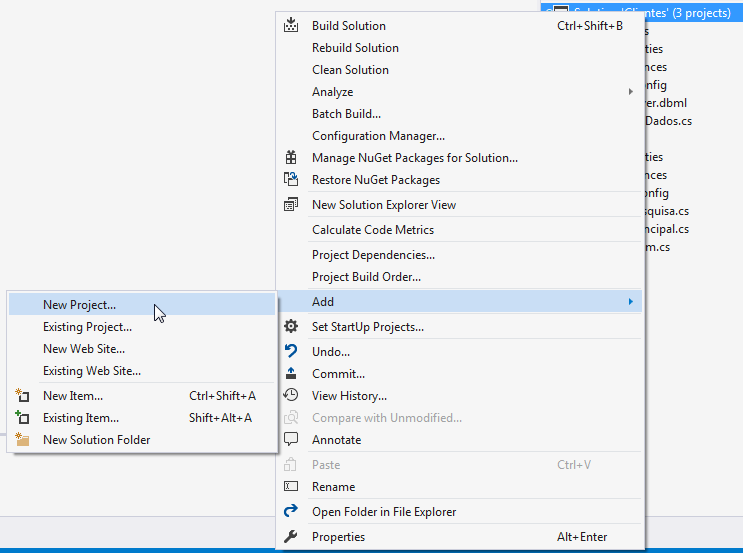 Solution 'Clientes' (3 projects)
Build Solution Ctrl+Shift+B
Rebuild Solution
Clean Solution
Analyze
Batch Build...
Configuration Manager...
Manage NuGet Packages for Solution...
Restore NuGet Packages
New Solution Explorer View
Calculate Code Metrics
Project Dependencies...
Project Build Order...
Add
Set StartUp Projects...
Undo...
Commit...
View History...
Compare with Unmodified...
Annotate
Paste Ctrl+V
Rename
Open Folder in File Explorer
Properties Alt+Enter
New Project...
Existing Project...
New Web Site...
Existing Web Site...
New Item... Ctrl+Shift+A
Existing Item... Shift+Alt+A
New Solution Folder
s
ties
nces
nfig
er.dbml
Dados.cs
ties
nces
onfig
squisa.cs
ncipal.cs
m.cs